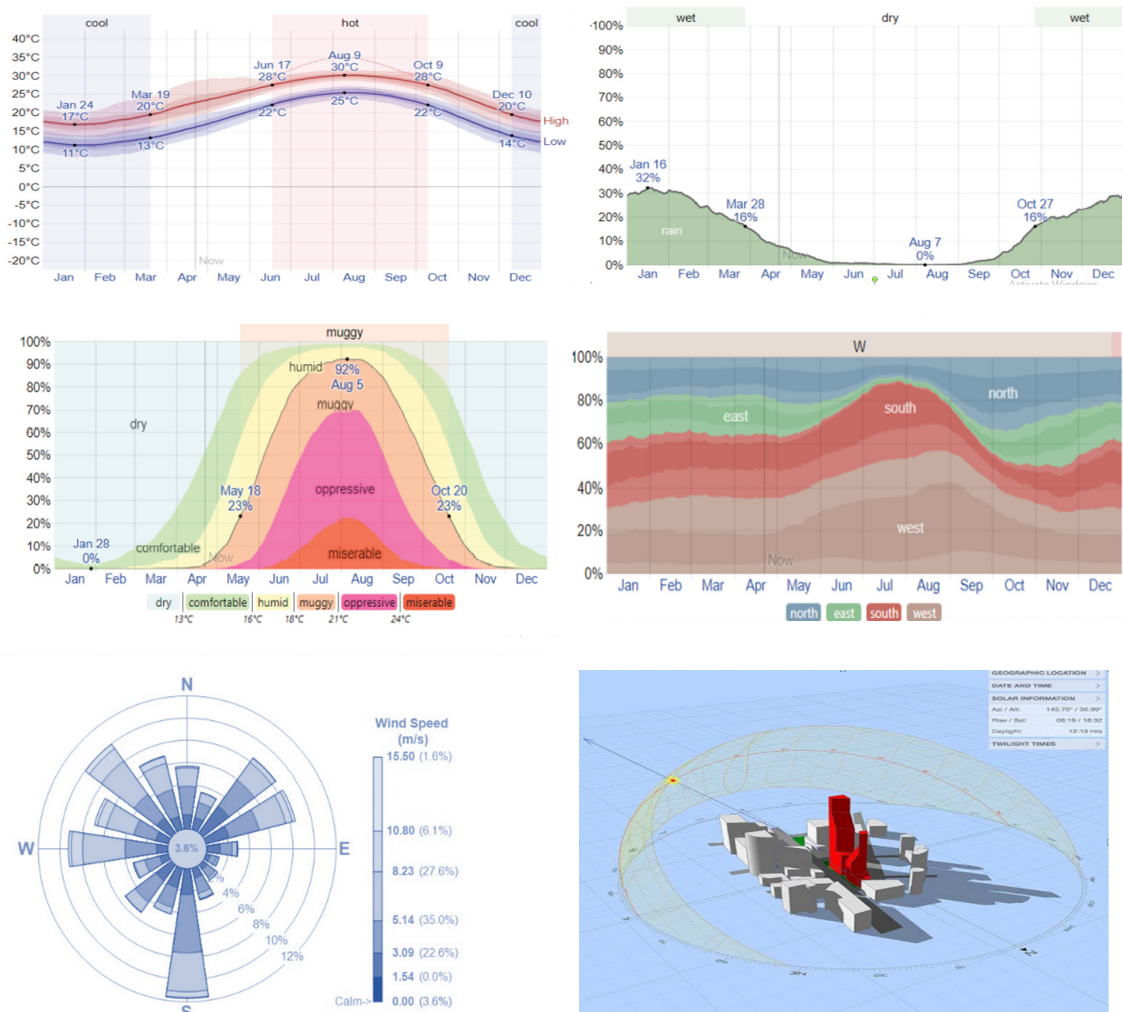 cool
hot
cool
40°C
35°C
30°C
25°C
20°C
15°C
10°C
5°C
0°C
-5°C
-10°C
-15°C
-20°C
Jan 24
17°C
11°C
Mar 19
20°C
13°C
Jun 17
28°C
22°C
Aug 9
30°C
25°C
Oct 9
28°C
22°C
Dec 10
20°C
14°C
High
Low
Now
Jan Feb Mar Apr May Jun Jul Aug Sep Oct Nov Dec
wet
dry
wet
100%
90%
80%
70%
60%
50%
40%
30%
20%
10%
0%
Jan 16
32%
Mar 28
16%
Aug 7
0%
Oct 27
16%
rain
Now
Jan Feb Mar Apr May Jun Jul Aug Sep Oct Nov Dec
Activate Windows
muggy
100%
90%
80%
70%
60%
50%
40%
30%
20%
10%
0%
dry
humid
92%
Aug 5
muggy
May 18
23%
oppressive
Oct 20
23%
Jan 28
0%
comfortable
Now
miserable
Jan Feb Mar Apr May Jun Jul Aug Sep Oct Nov Dec
dry comfortable humid muggy oppressive miserable
13°C 16°C 18°C 21°C 24°C
W
100%
80%
60%
40%
20%
0%
north
east
south
west
Now
Jan Feb Mar Apr May Jun Jul Aug Sep Oct Nov Dec
north east south west
N
W
E
S
3.6%
2%
4%
6%
8%
10%
12%
Wind Speed
(m/s)
15.50 (1.6%)
10.80 (6.1%)
8.23 (27.6%)
5.14 (35.0%)
3.09 (22.6%)
1.54 (0.0%)
Calm-> 0.00 (3.6%)
GEOGRAPHIC LOCATION >
DATE AND TIME >
SOLAR INFORMATION >
Azi / Alt:
Rise / Set: 06:19 / 18:32
Daylight: 12:13 Hrs
TWILIGHT TIMES >